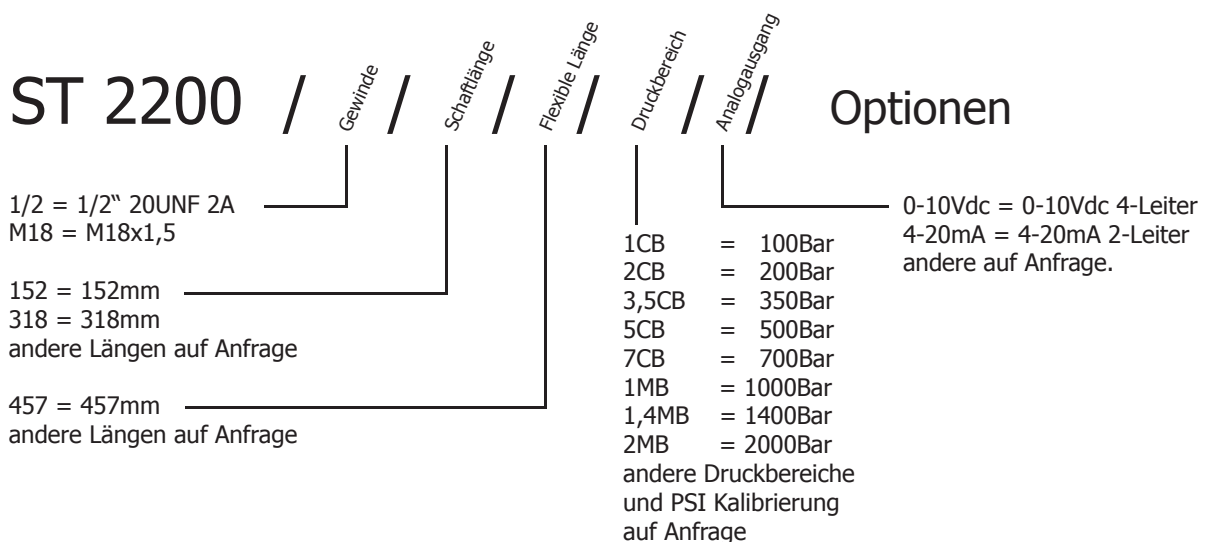 ST 2200 / Gewinde / Schaftlänge / Flexible Länge / Druckbereich / Analogausgang / Optionen
1/2 = 1/2“ 20UNF 2A
M18 = M18x1,5
152 = 152mm
318 = 318mm
andere Längen auf Anfrage
457 = 457mm
andere Längen auf Anfrage
1CB = 100Bar
2CB = 200Bar
3,5CB = 350Bar
5CB = 500Bar
7CB = 700Bar
1MB = 1000Bar
1,4MB = 1400Bar
2MB = 2000Bar
andere Druckbereiche
und PSI Kalibrierung
auf Anfrage
0-10Vdc = 0-10Vdc 4-Leiter
4-20mA = 4-20mA 2-Leiter
andere auf Anfrage.